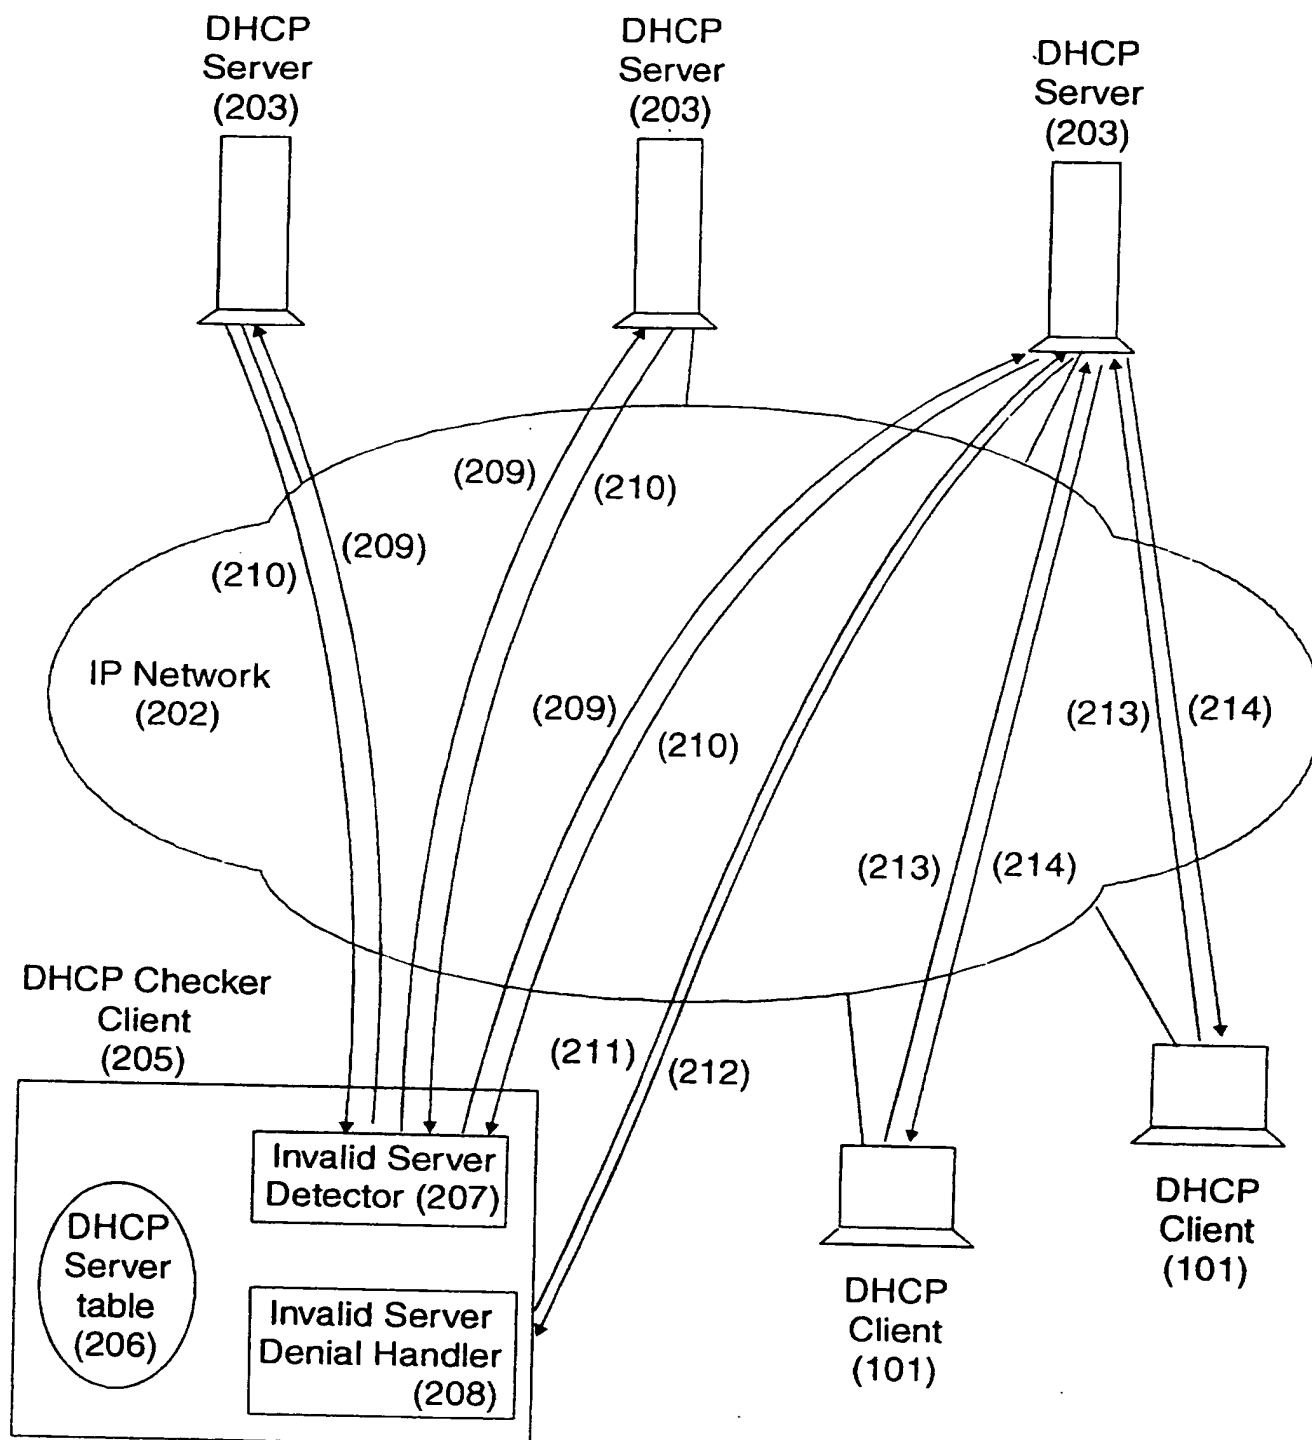 DHCP
Server
(203)
DHCP
Server
(203)
DHCP
Server
(203)
(209)
(210)
(209)
(210)
IP Network
(202)
(209)
(210)
(213)
(214)
(213)
(214)
DHCP Checker
Client
(205)
(211)
(212)
Invalid Server
Detector (207)
DHCP
Server
table
(206)
Invalid Server
Denial Handler
(208)
DHCP
Client
(101)
DHCP
Client
(101)